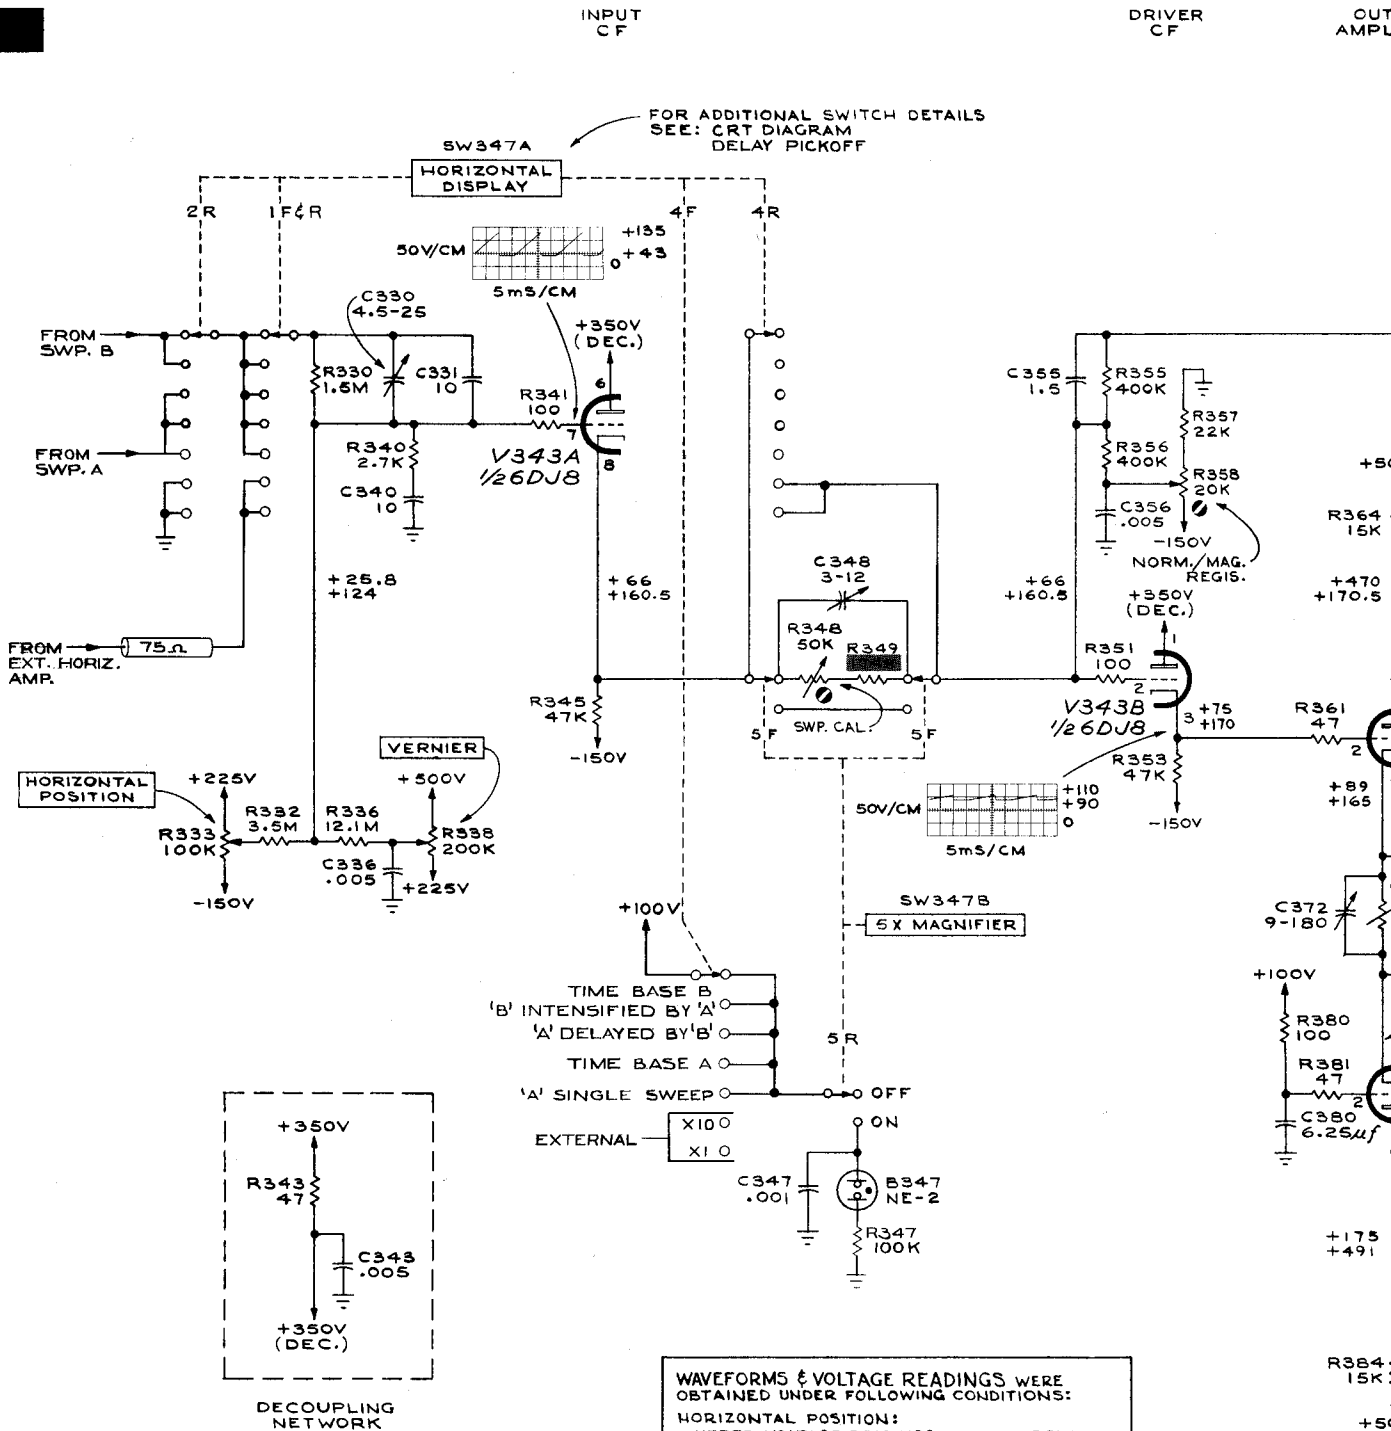 INPUT
CF
DRIVER
CF
OUT
AMPL
FOR ADDITIONAL SWITCH DETAILS
SEE: CRT DIAGRAM
DELAY PICKOFF
SW347A
HORIZONTAL
DISPLAY
2R
1F&R
4F
4R
50V/CM
+135
+43
0
5mS/CM
C330
4.5-25
+350V
(DEC.)
FROM
SWP. B
R330
1.5M
C331
10
R341
100
6
7
8
V343A
1/2 6DJ8
R340
2.7K
C340
10
FROM
SWP. A
C355
1.5
R355
400K
R357
22K
R356
400K
R358
20K
C356
.005
-150V
NORM./MAG.
REGIS.
+50
R364
15K
+470
+170.5
+25.8
+124
+66
+160.5
C348
3-12
R348
50K
R349
SWP. CAL.
5F
5F
+66
+160.5
+350V
(DEC.)
R351
100
1
2
3
V343B
1/2 6DJ8
+75
+170
R353
47K
-150V
R361
47
2
+89
+165
FROM
EXT. HORIZ.
AMP.
75Ω
R345
47K
-150V
VERNIER
HORIZONTAL
POSITION
+225V
+500V
R333
100K
R332
3.5M
R336
12.1M
R338
200K
C336
.005
+225V
-150V
50V/CM
+110
+90
0
5mS/CM
SW347B
5X MAGNIFIER
C372
9-180
+100V
+100V
TIME BASE B
'B' INTENSIFIED BY 'A'
'A' DELAYED BY 'B'
TIME BASE A
'A' SINGLE SWEEP
EXTERNAL
X10
X1
5R
OFF
ON
R380
100
R381
47
2
C380
6.25µf
C347
.001
B347
NE-2
R347
100K
+350V
R343
47
C343
.005
+350V
(DEC.)
DECOUPLING
NETWORK
+175
+491
R384
15K
+50
WAVEFORMS & VOLTAGE READINGS WERE
OBTAINED UNDER FOLLOWING CONDITIONS:
HORIZONTAL POSITION: